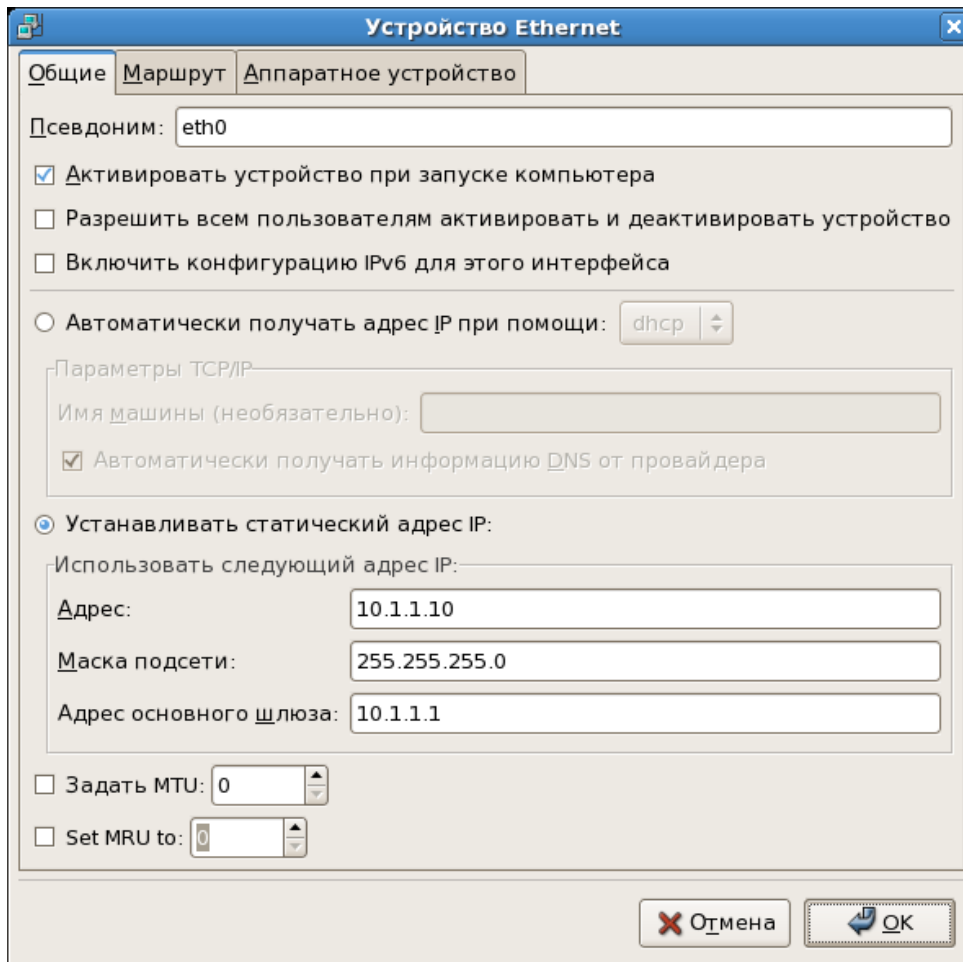 Устройство Ethernet
Общие Маршрут Аппаратное устройство
Псевдоним: eth0
Активировать устройство при запуске компьютера
Разрешить всем пользователям активировать и деактивировать устройство
Включить конфигурацию IPv6 для этого интерфейса
Автоматически получать адрес IP при помощи: dhcp
Параметры TCP/IP
Имя машины (необязательно):
Автоматически получать информацию DNS от провайдера
Устанавливать статический адрес IP:
Использовать следующий адрес IP:
Адрес: 10.1.1.10
Маска подсети: 255.255.255.0
Адрес основного шлюза: 10.1.1.1
Задать MTU: 0
Set MRU to: 0
Отмена OK